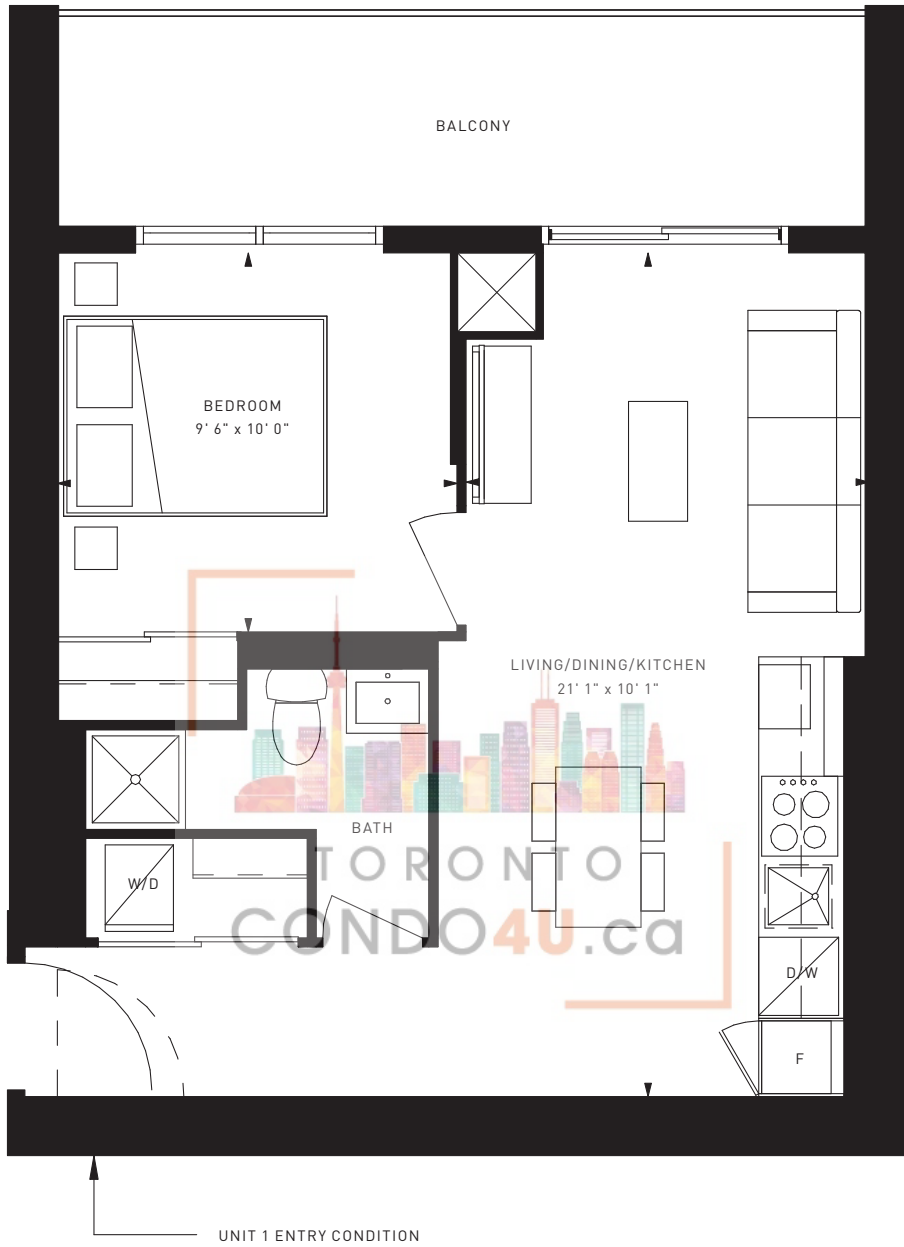 BALCONY
BEDROOM
9' 6" x 10' 0"
LIVING/DINING/KITCHEN
21' 1" x 10' 1"
BATH
TORONTO
W/D
CONDO4U.ca
D/W
F
UNIT 1 ENTRY CONDITION